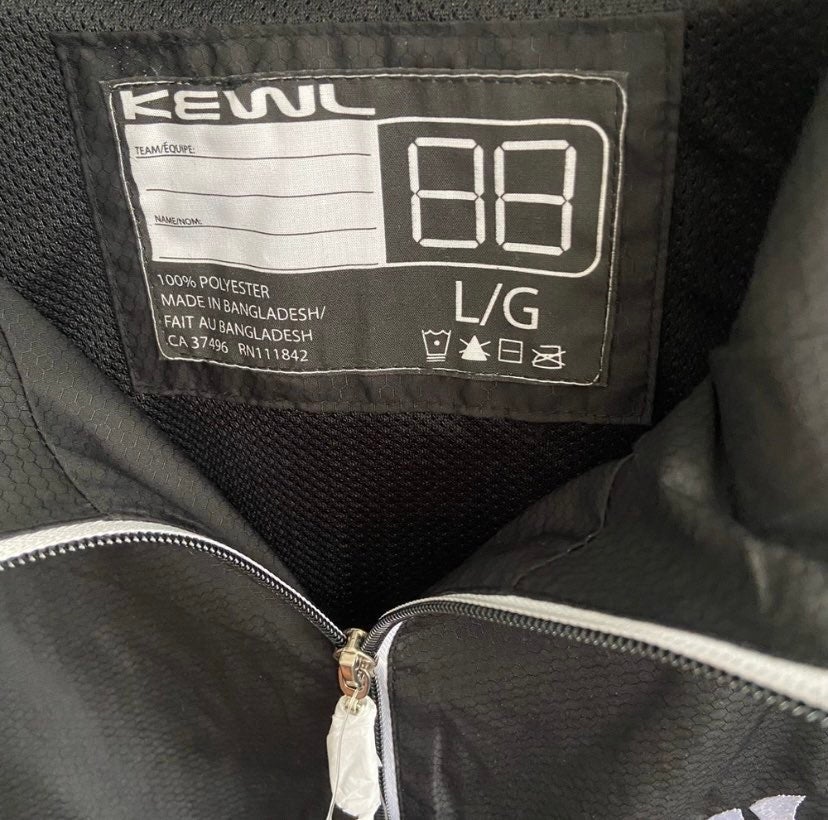 KEWL
TEAM/ÉQUIPE:
NAME/NOM:
88
100% POLYESTER
MADE IN BANGLADESH/
FAIT AU BANGLADESH
CA 37496 RN111842
L/G